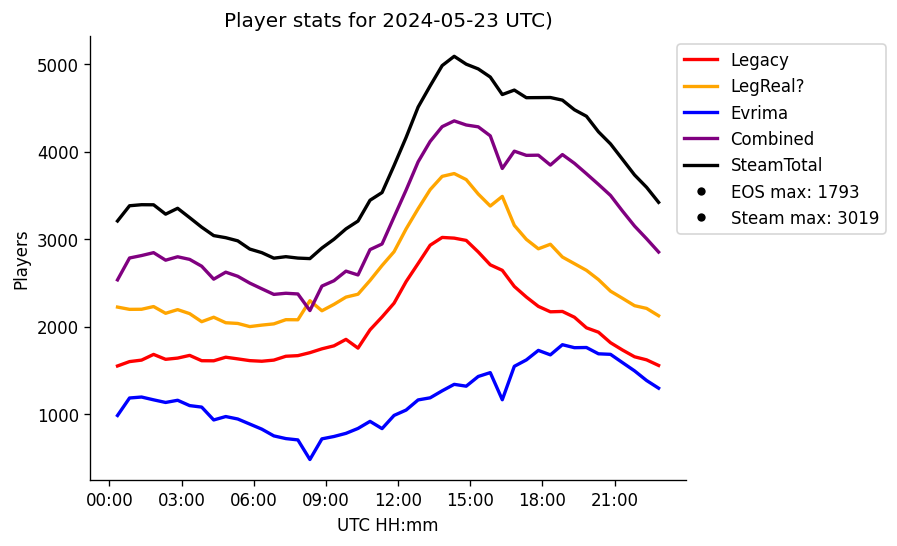 Player stats for 2024-05-23 UTC)
Legacy
LegReal?
Evrima
Combined
SteamTotal
EOS max: 1793
Steam max: 3019
5000
4000
3000
2000
1000
Players
00:00 03:00 06:00 09:00 12:00 15:00 18:00 21:00
UTC HH:mm